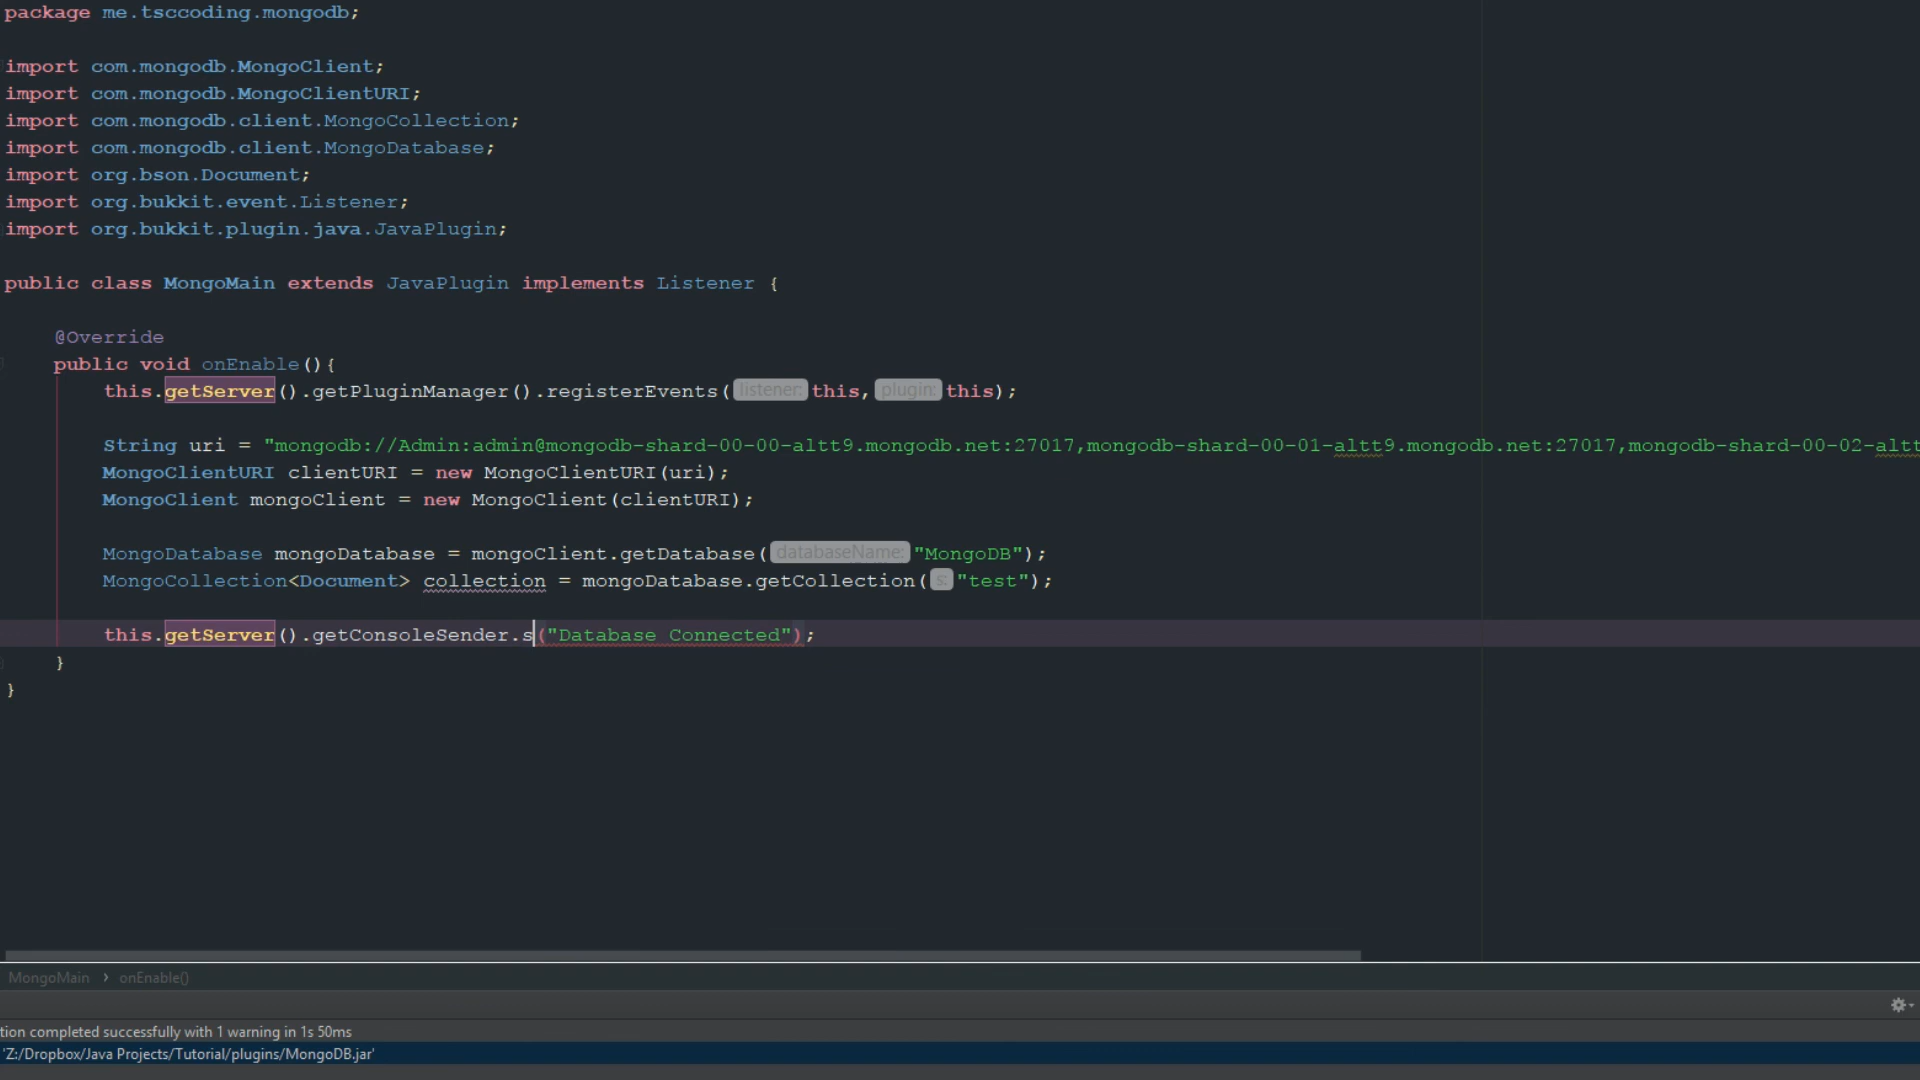 package me.tsccoding.mongodb;
import com.mongodb.MongoClient;
import com.mongodb.MongoClientURI;
import com.mongodb.client.MongoCollection;
import com.mongodb.client.MongoDatabase;
import org.bson.Document;
import org.bukkit.event.Listener;
import org.bukkit.plugin.java.JavaPlugin;
public class MongoMain extends JavaPlugin implements Listener {
@Override
public void onEnable(){
this.getServer().getPluginManager().registerEvents( listener: this, plugin: this);
String uri = "mongodb://Admin:admin@mongodb-shard-00-00-altt9.mongodb.net:27017,mongodb-shard-00-01-altt9.mongodb.net:27017,mongodb-shard-00-02-altt
MongoClientURI clientURI = new MongoClientURI(uri);
MongoClient mongoClient = new MongoClient(clientURI);
MongoDatabase mongoDatabase = mongoClient.getDatabase( databaseName: "MongoDB");
MongoCollection<Document> collection = mongoDatabase.getCollection( s: "test");
this.getServer().getConsoleSender.s("Database Connected");
}
}
MongoMain › onEnable()
tion completed successfully with 1 warning in 1s 50ms
'Z:/Dropbox/Java Projects/Tutorial/plugins/MongoDB.jar'